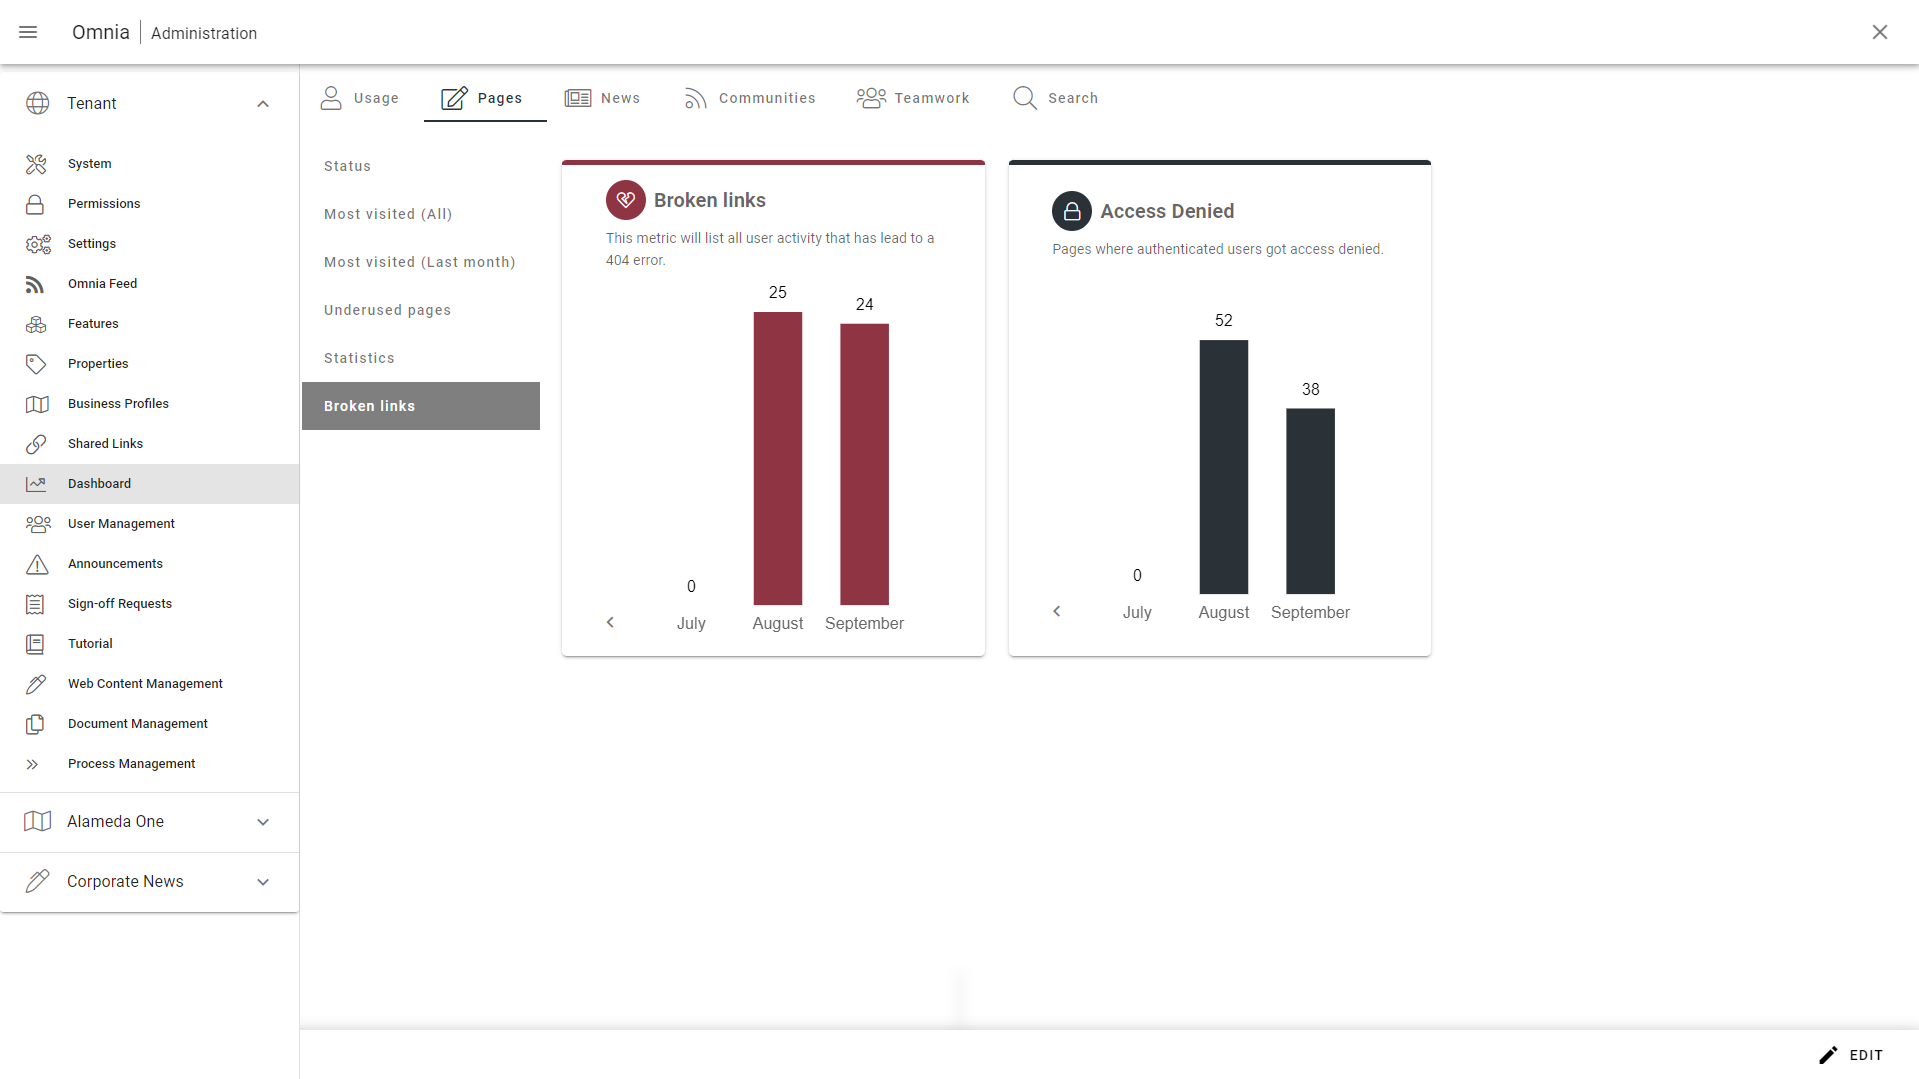 Omnia
Administration
Tenant
System
Permissions
Settings
Omnia Feed
Features
Properties
Business Profiles
Shared Links
Dashboard
User Management
Announcements
Sign-off Requests
Tutorial
Web Content Management
Document Management
Process Management
Alameda One
Corporate News
Usage
Pages
News
Communities
Teamwork
Search
Status
Most visited (All)
Most visited (Last month)
Underused pages
Statistics
Broken links
Broken links
This metric will list all user activity that has lead to a
404 error.
25
24
0
July
August
September
Access Denied
Pages where authenticated users got access denied.
52
38
0
July
August
September
EDIT